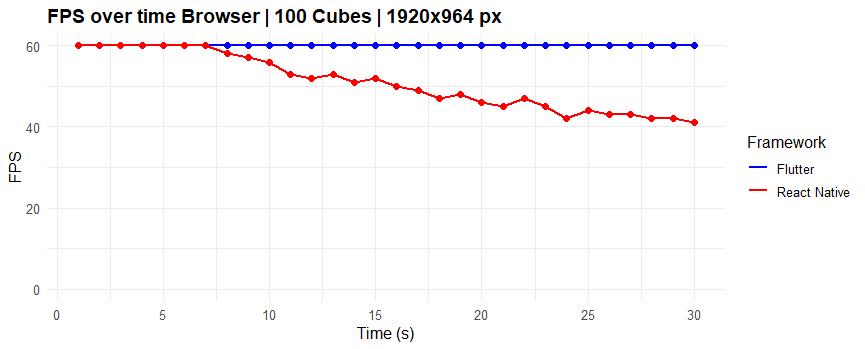 FPS over time Browser | 100 Cubes | 1920x964 px
60
40
20
0
FPS
0 5 10 15 20 25 30
Time (s)
Framework
Flutter
React Native